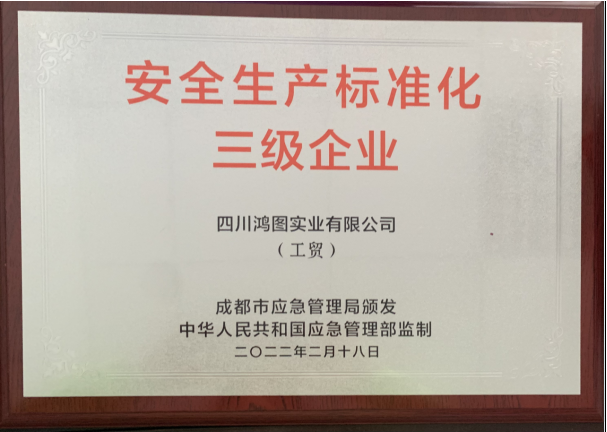 安全生产标准化
三级企业
四川鸿图实业有限公司
（工贸）
成都市应急管理局颁发
中华人民共和国应急管理部监制
二〇二二年二月十八日